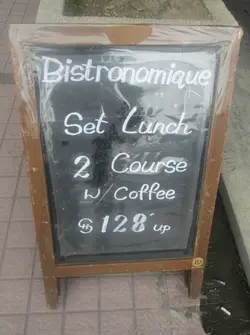 Bistronomique
Set Lunch
2 Course
w/ Coffee
$128 up